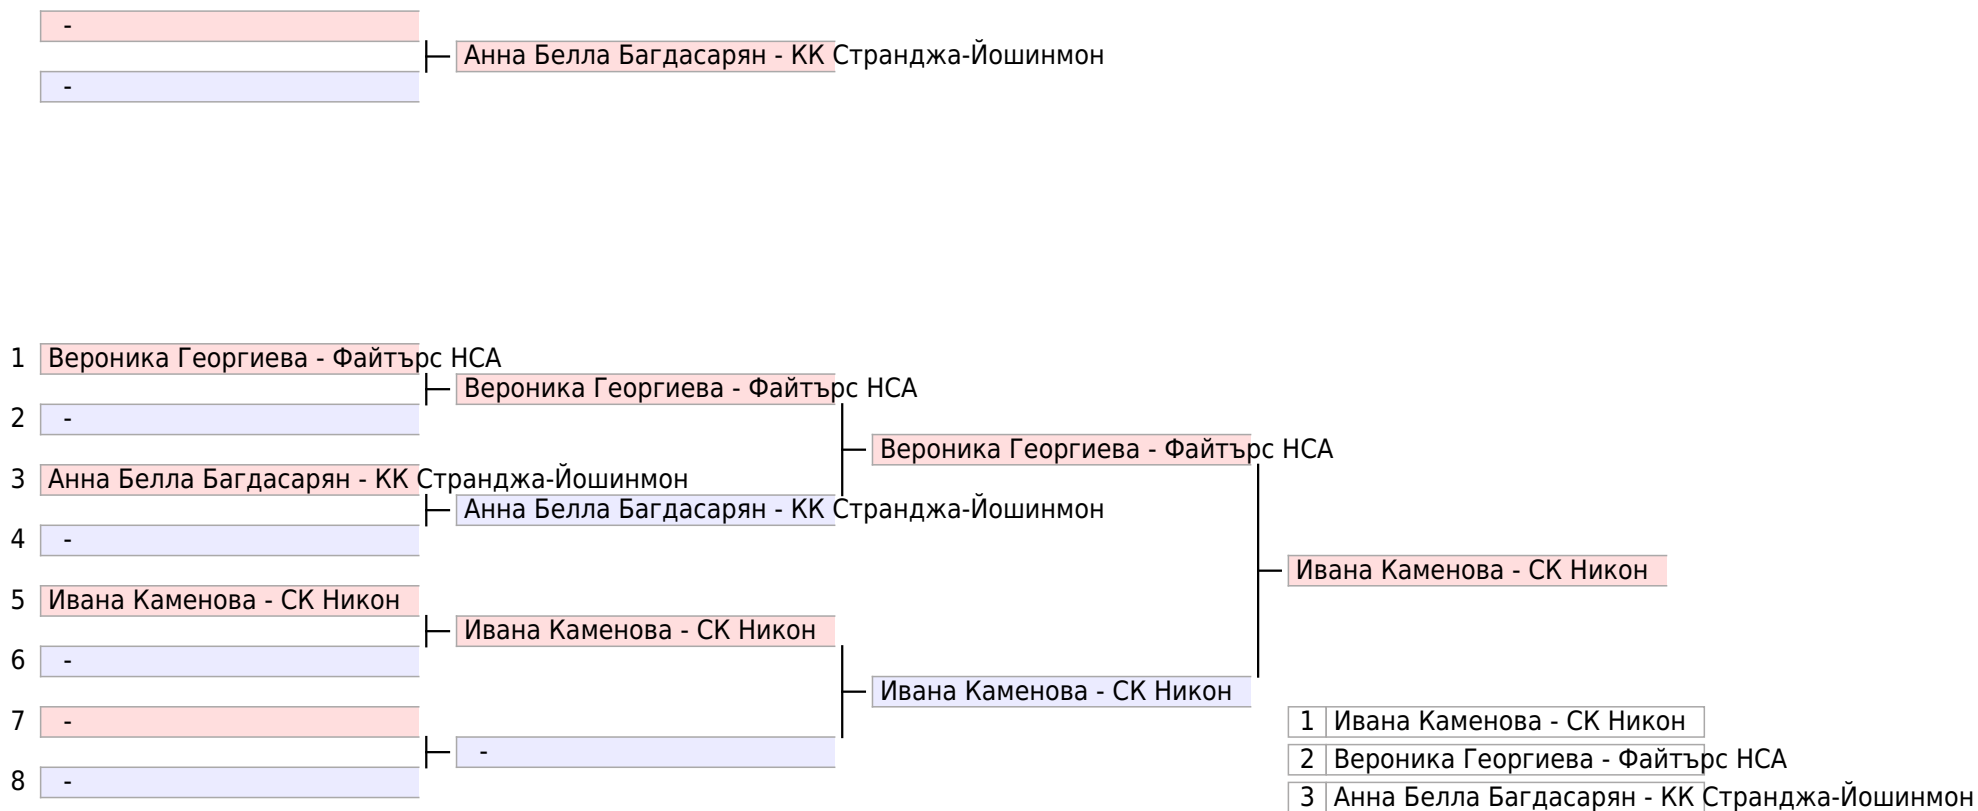 -
Анна Белла Багдасарян - КК Странджа-Йошинмон
-
1 Вероника Георгиева - Файтърс НСА
Вероника Георгиева - Файтърс НСА
2 -
Вероника Георгиева - Файтърс НСА
3 Анна Белла Багдасарян - КК Странджа-Йошинмон
Анна Белла Багдасарян - КК Странджа-Йошинмон
4 -
Ивана Каменова - СК Никон
5 Ивана Каменова - СК Никон
Ивана Каменова - СК Никон
6 -
Ивана Каменова - СК Никон
7 -
1 Ивана Каменова - СК Никон
-
2 Вероника Георгиева - Файтърс НСА
8 -
3 Анна Белла Багдасарян - КК Странджа-Йошинмон